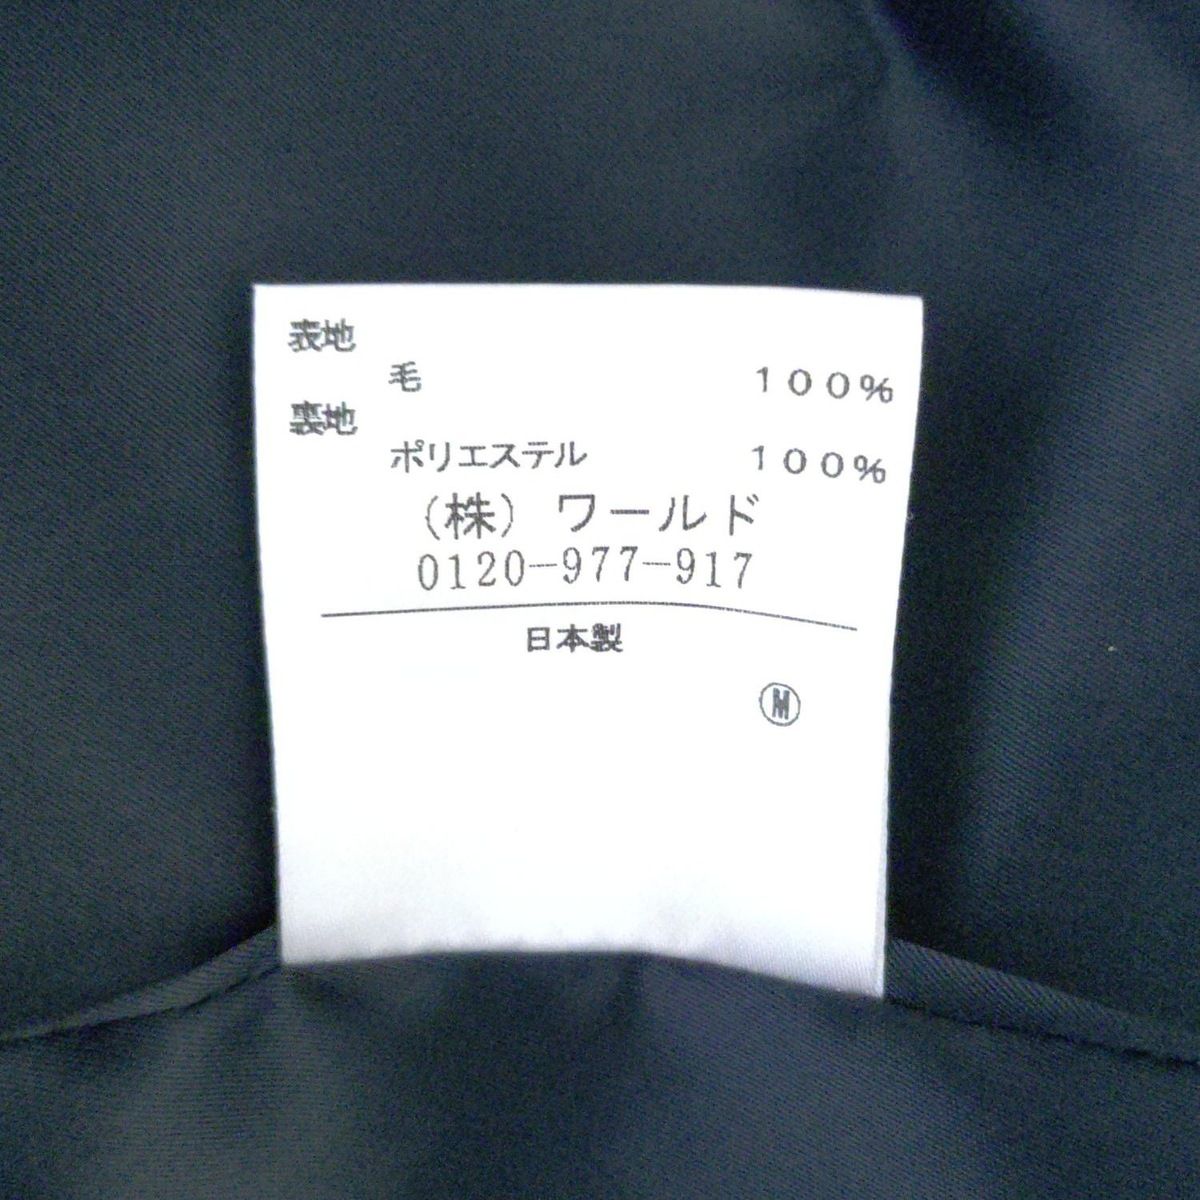 表地
毛 １００％
裏地
ポリエステル １００％
（株）ワールド
0120-977-917
日本製
Ⓜ